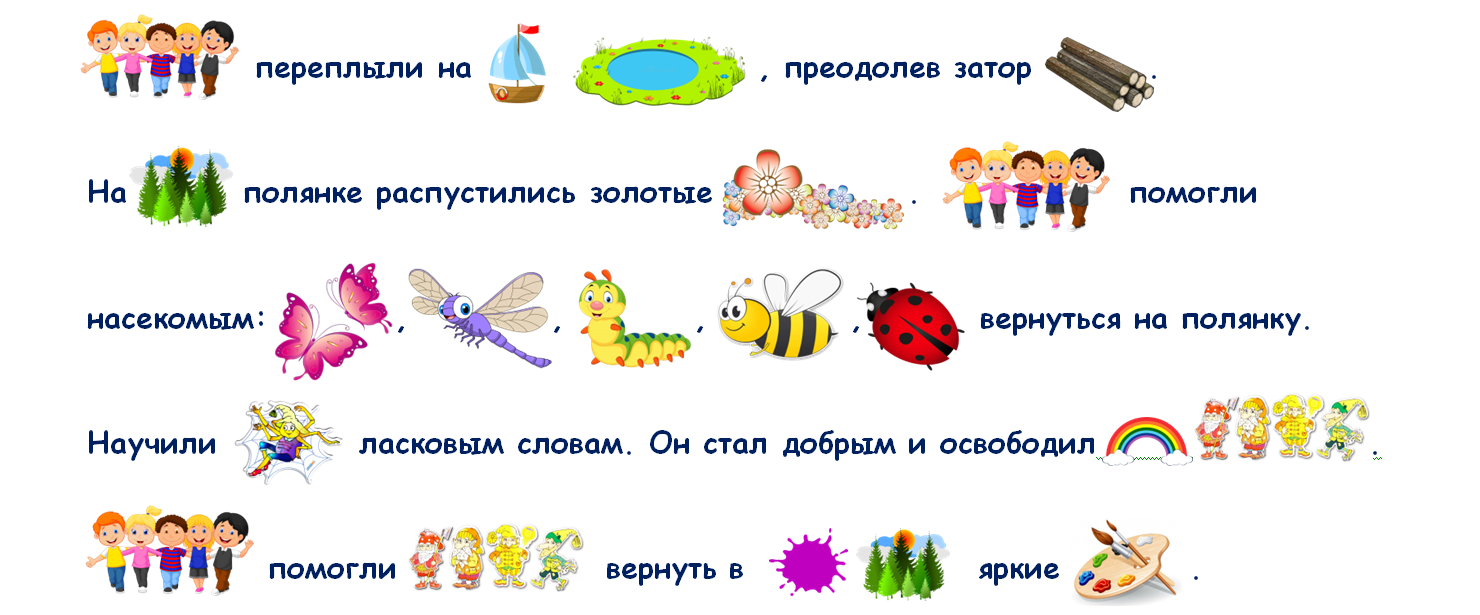 переплыли на , преодолев затор .
На полянке распустились золотые . помогли
насекомым: , , , , вернуться на полянку.
Научили ласковым словам. Он стал добрым и освободил .
помогли вернуть в яркие .